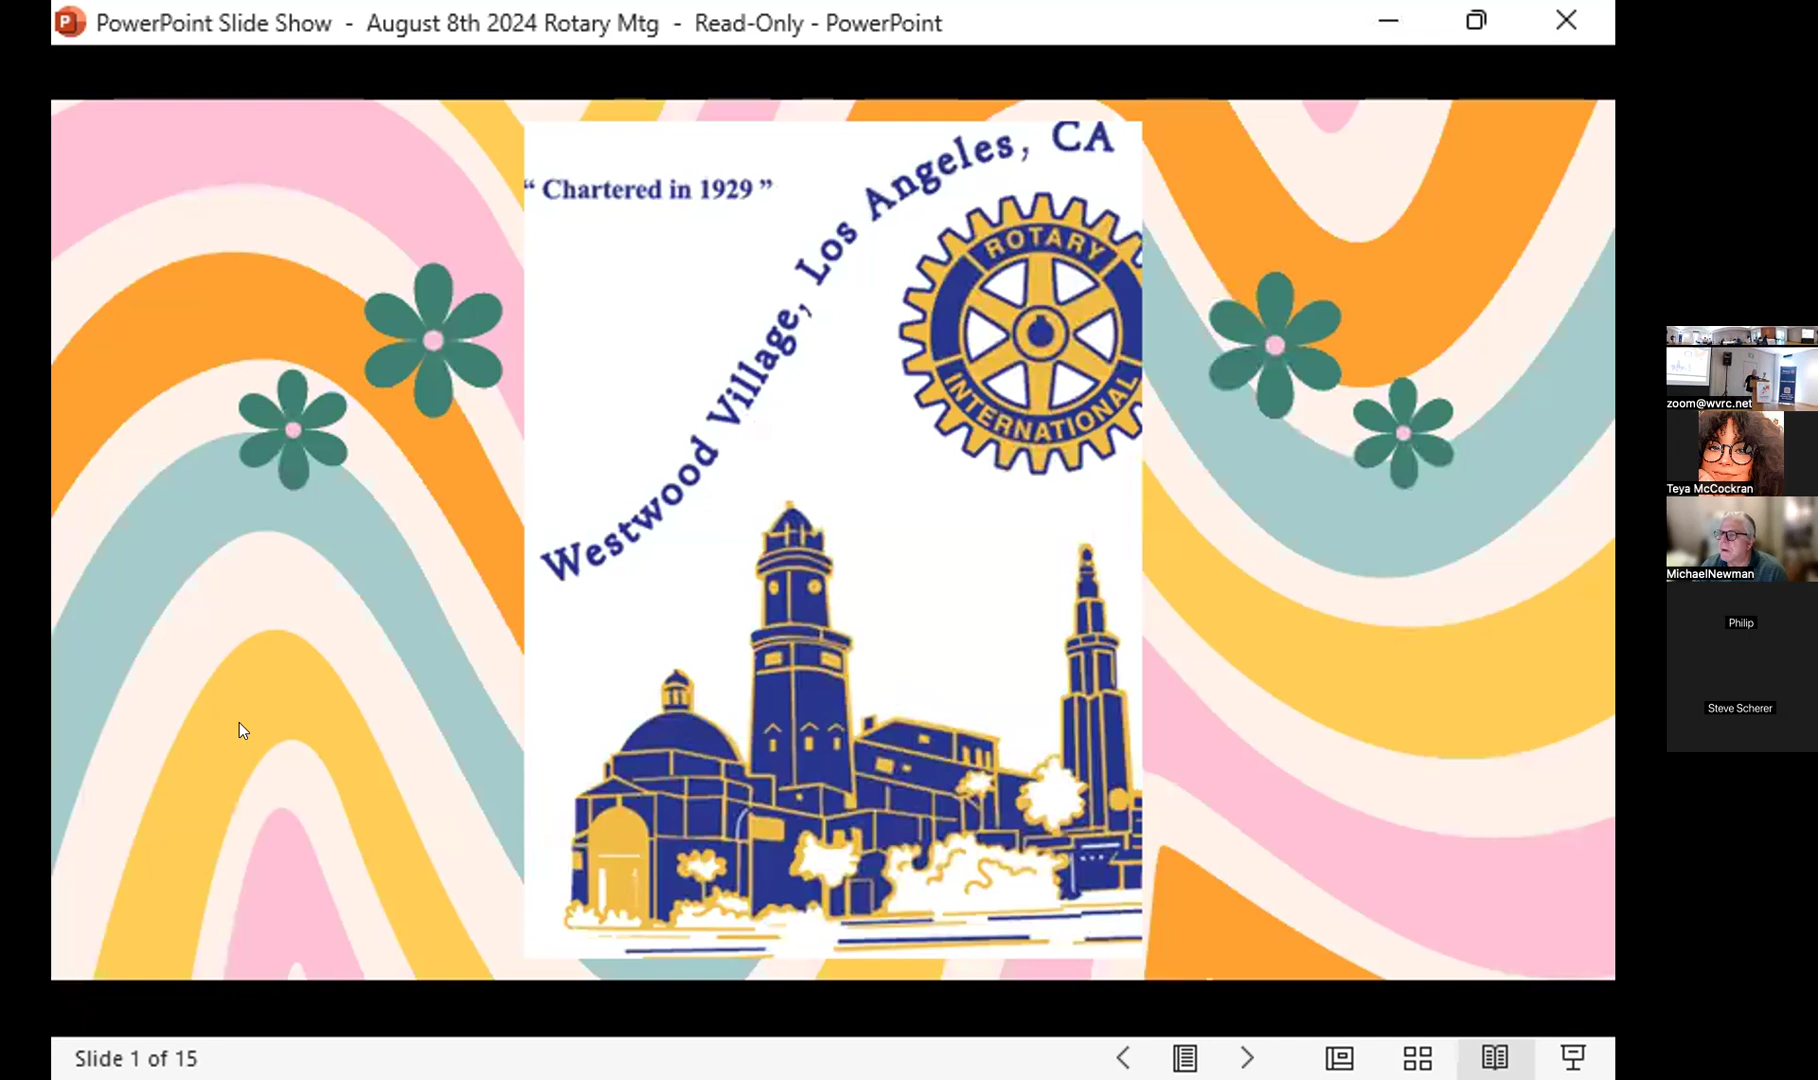 PowerPoint Slide Show - August 8th 2024 Rotary Mtg - Read-Only - PowerPoint
“ Chartered in 1929 ”
Westwood Village, Los Angeles, CA
ROTARY
INTERNATIONAL
zoom@wvrc.net
Teya McCockran
MichaelNewman
Philip
Steve Scherer
Slide 1 of 15